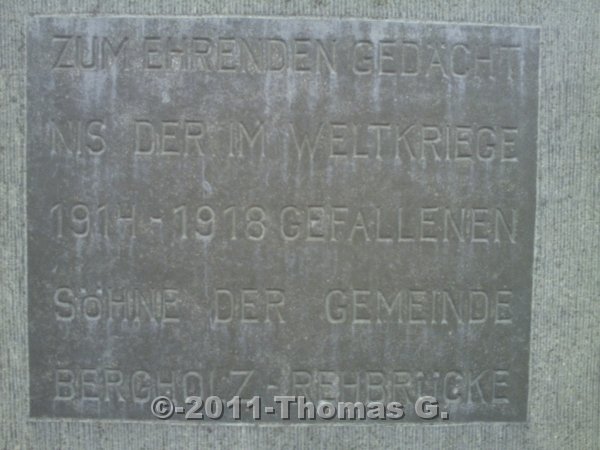 ZUM EHRENDEN GEDÄCHT
NIS DER IM WELTKRIEGE
1914-1918 GEFALLENEN
SÖHNE DER GEMEINDE
BERGHOLZ-REHBRÜCKE
©-2011-Thomas G.